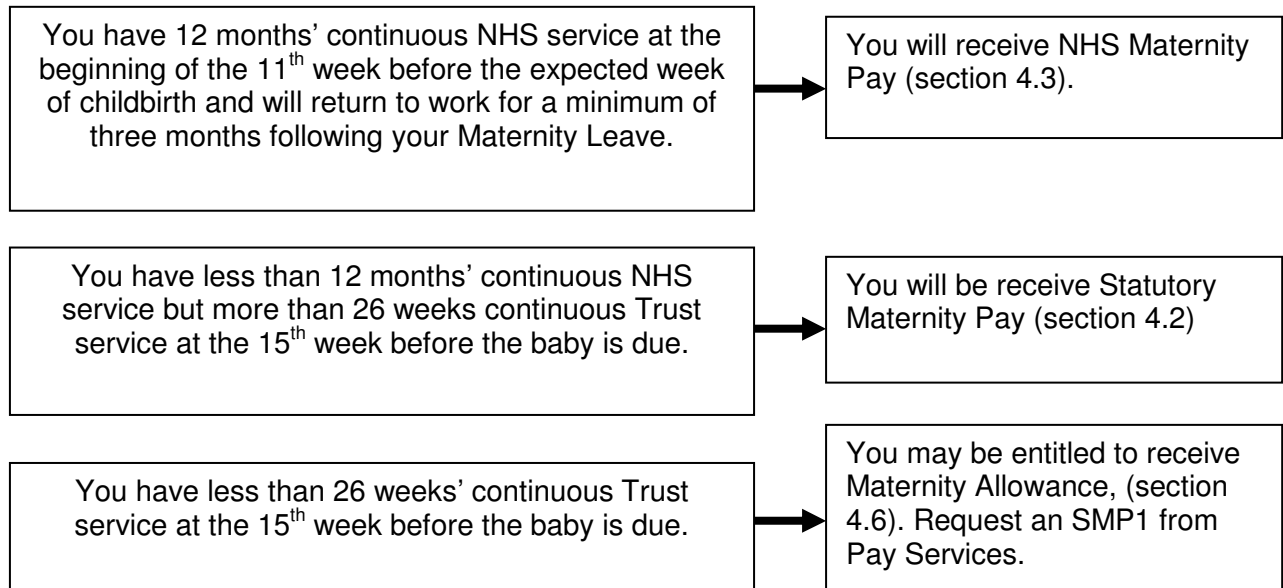 You have 12 months’ continuous NHS service at the
beginning of the 11th week before the expected week
of childbirth and will return to work for a minimum of
three months following your Maternity Leave.
You will receive NHS Maternity
Pay (section 4.3).
You have less than 12 months’ continuous NHS
service but more than 26 weeks continuous Trust
service at the 15th week before the baby is due.
You will be receive Statutory
Maternity Pay (section 4.2)
You have less than 26 weeks’ continuous Trust
service at the 15th week before the baby is due.
You may be entitled to receive
Maternity Allowance, (section
4.6). Request an SMP1 from
Pay Services.